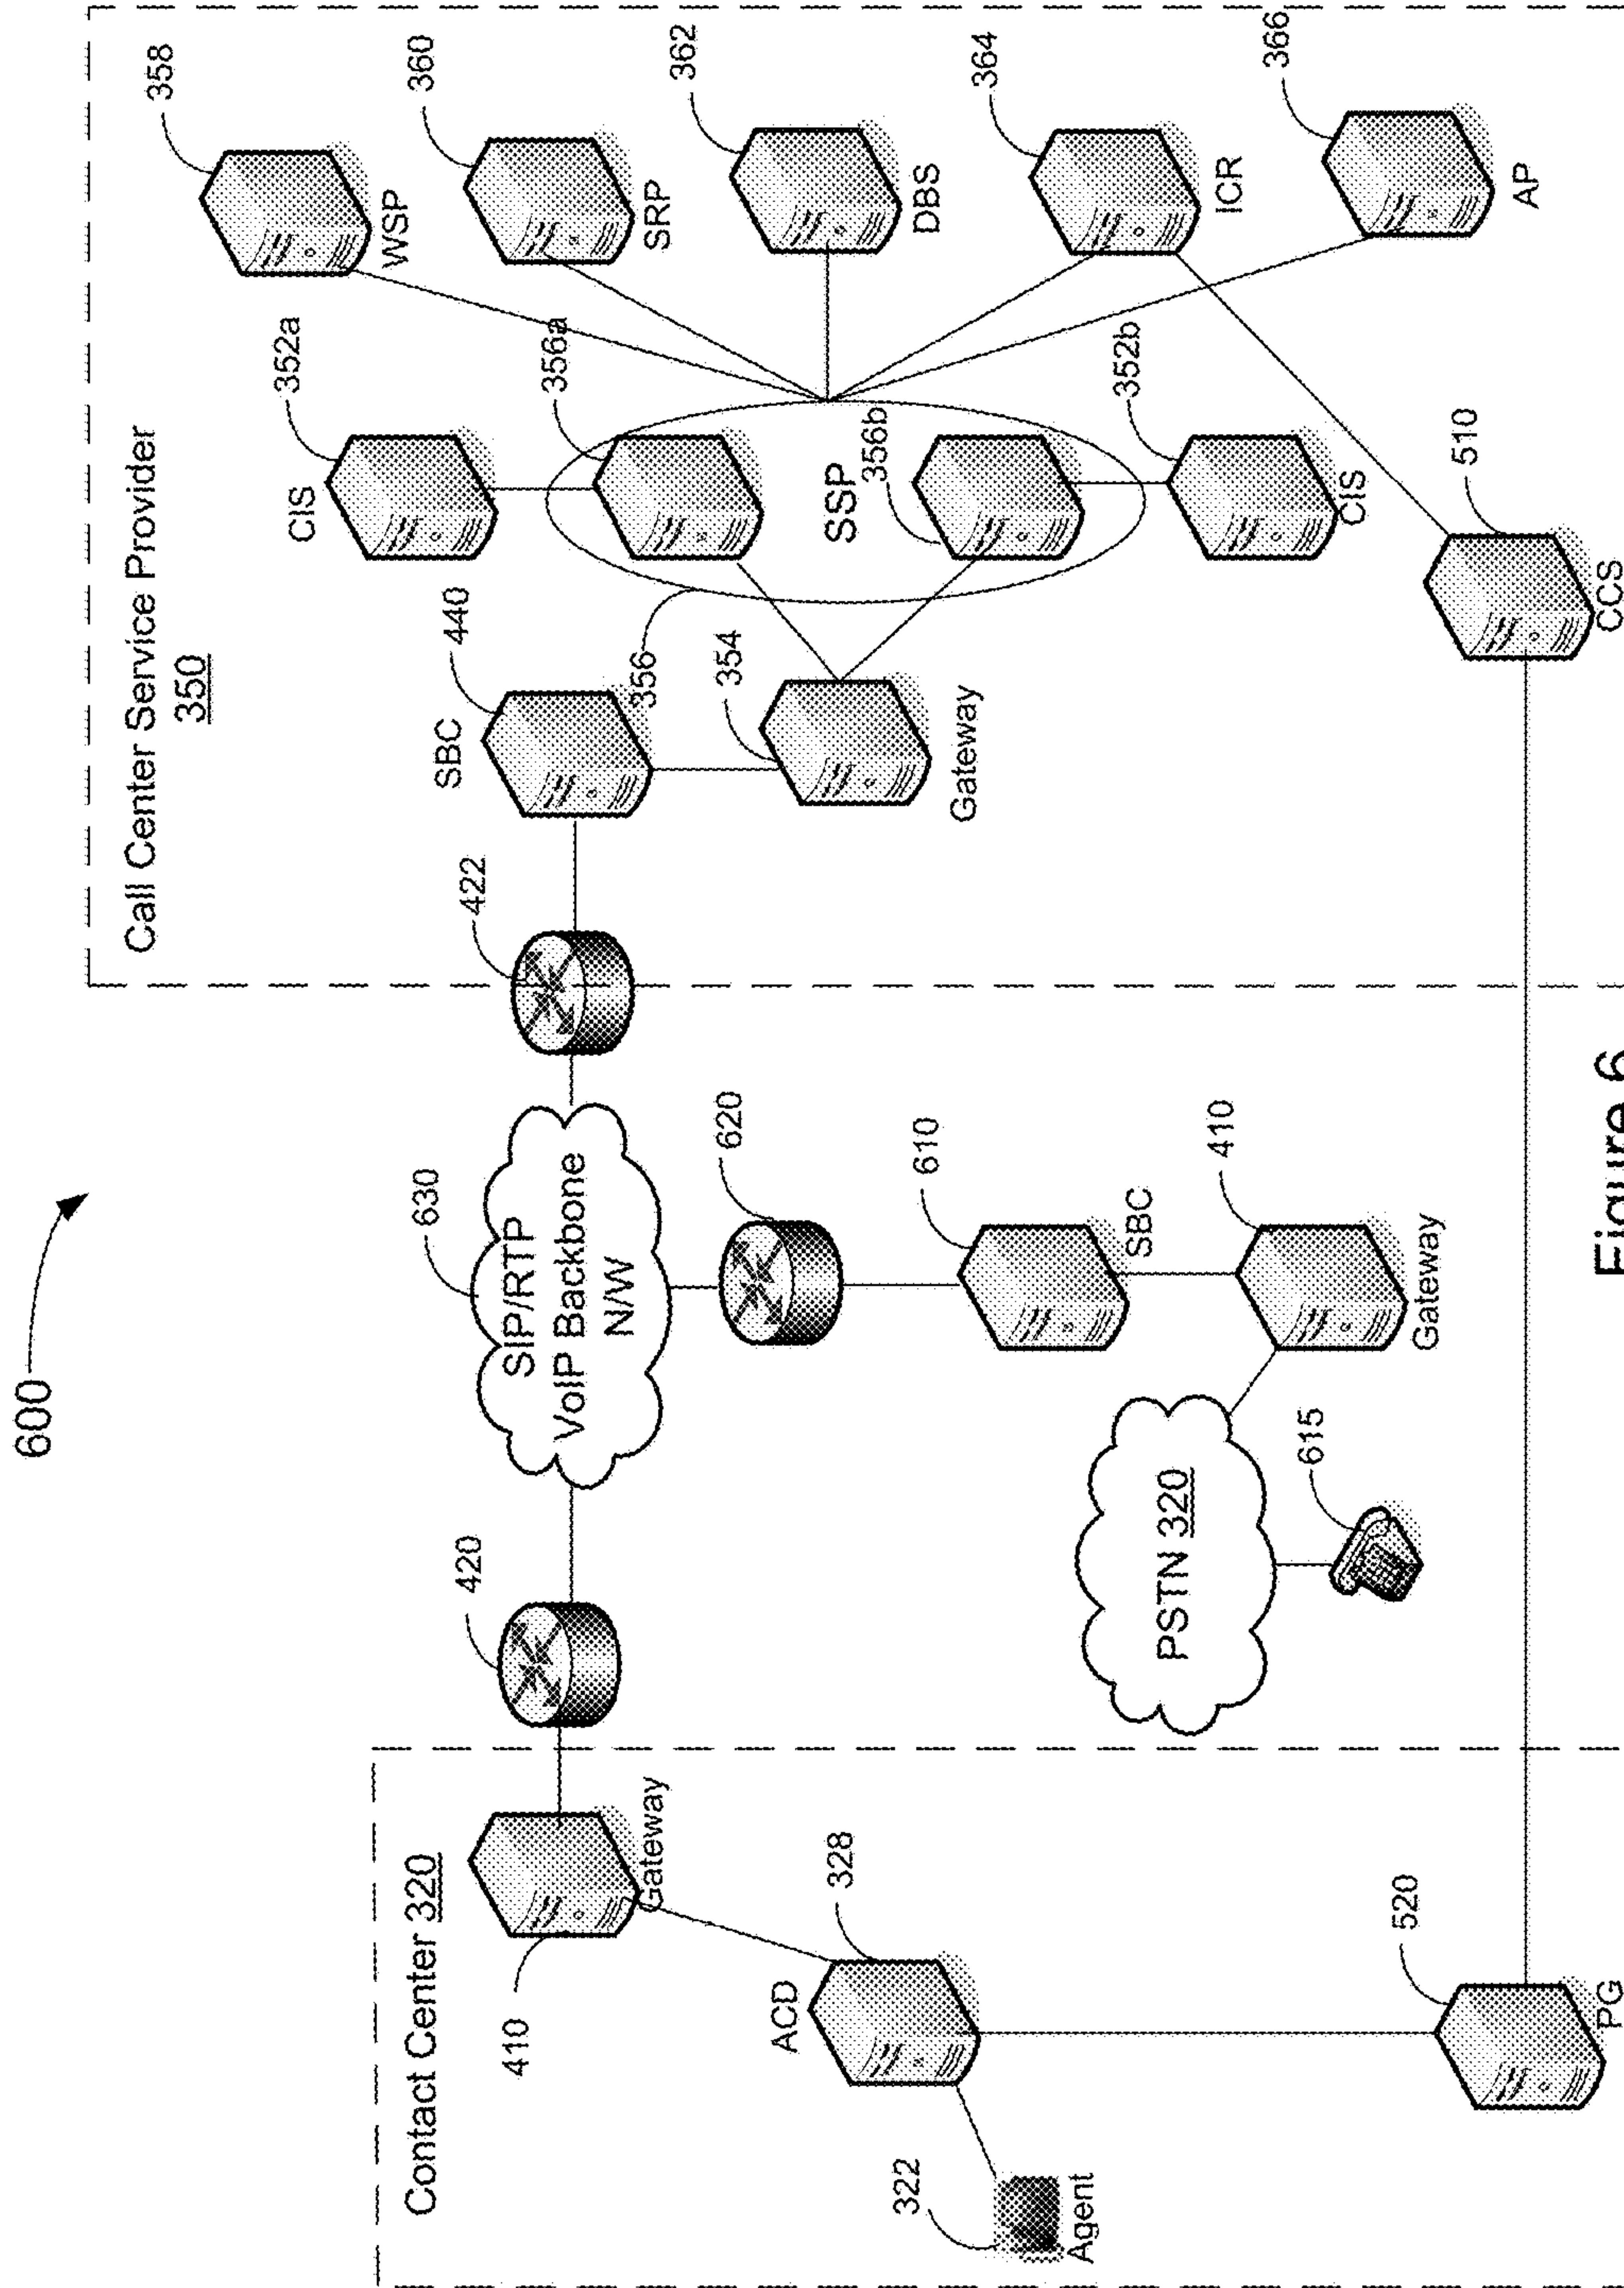 600
Call Center Service Provider
350
358
WSP
360
SRP
362
DBS
364
ICR
366
AP
352a
CIS
356a
SSP
356b
352b
CIS
356
440
SBC
354
Gateway
510
CCS
422
630
SIP/RTP
VoIP Backbone
N/W
620
610
SBC
410
Gateway
420
PSTN 320
615
Contact Center 320
410
Gateway
328
ACD
322
Agent
520
PG
Figure 6